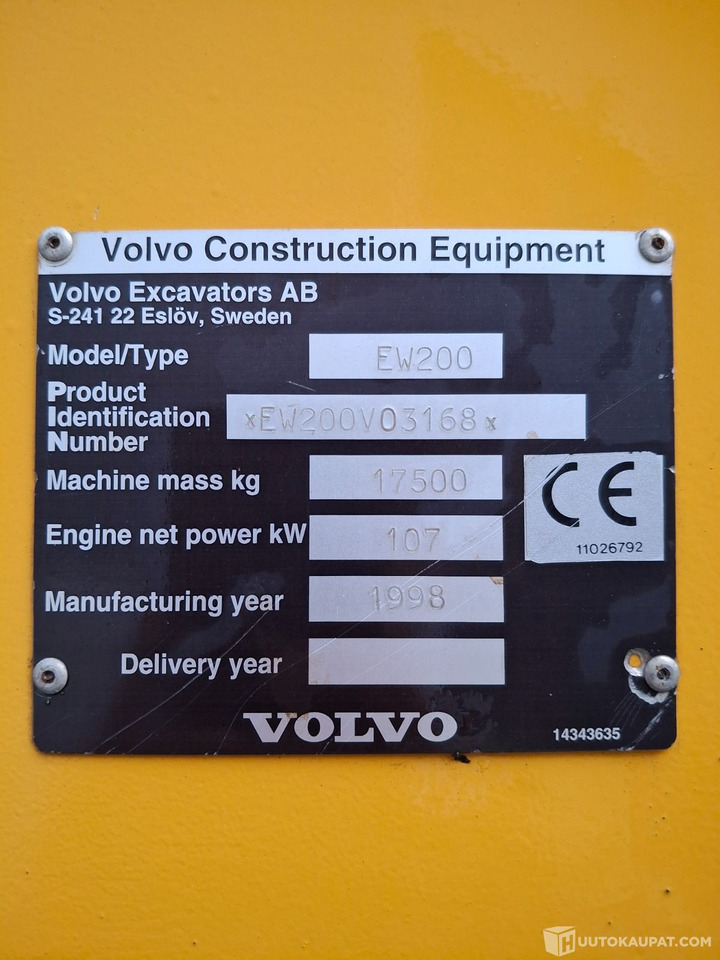 Volvo Construction Equipment
Volvo Excavators AB
S-241 22 Eslöv, Sweden
Model/Type EW200
Product
Identification *EW200V03168*
Number
Machine mass kg 17500
CE
Engine net power kW 107
11026792
Manufacturing year 1998
Delivery year
VOLVO
14343635
HUUTOKAUPAT.COM